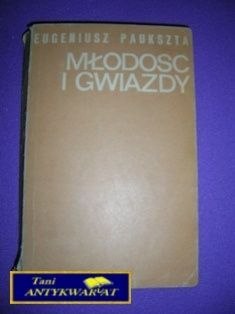 EUGENIUSZ PAUKSZTA
MŁODOŚĆ
I GWIAZDY
Tani
ANTYKWARIAT